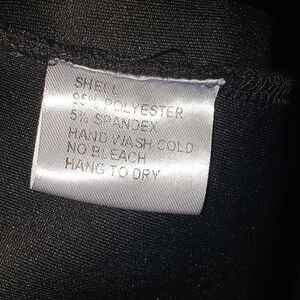 SHELL
95% POLYESTER
5% SPANDEX
HAND WASH COLD
NO BLEACH
HANG TO DRY